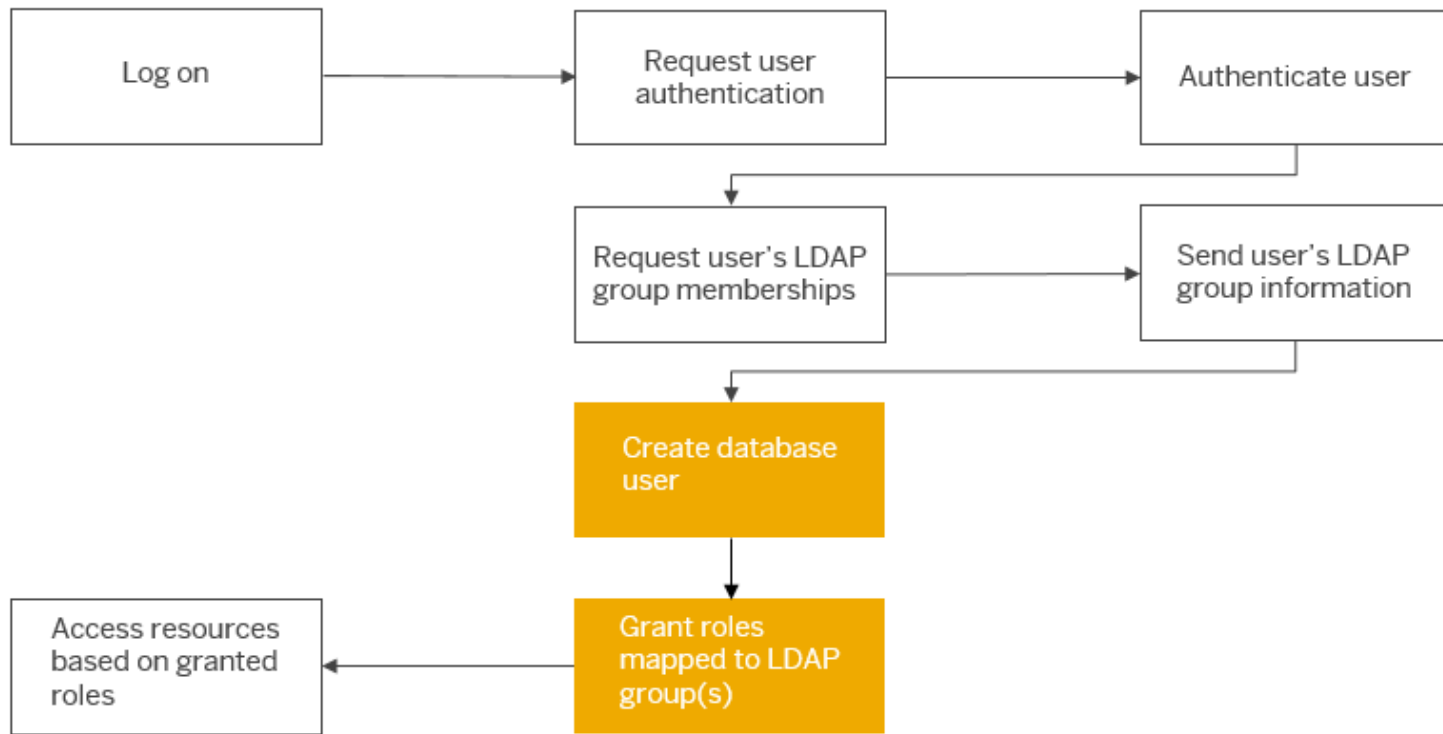 Log on
Request user
authentication
Authenticate user
Request user's LDAP
group memberships
Send user's LDAP
group information
Create database
user
Grant roles
mapped to LDAP
group(s)
Access resources
based on granted
roles